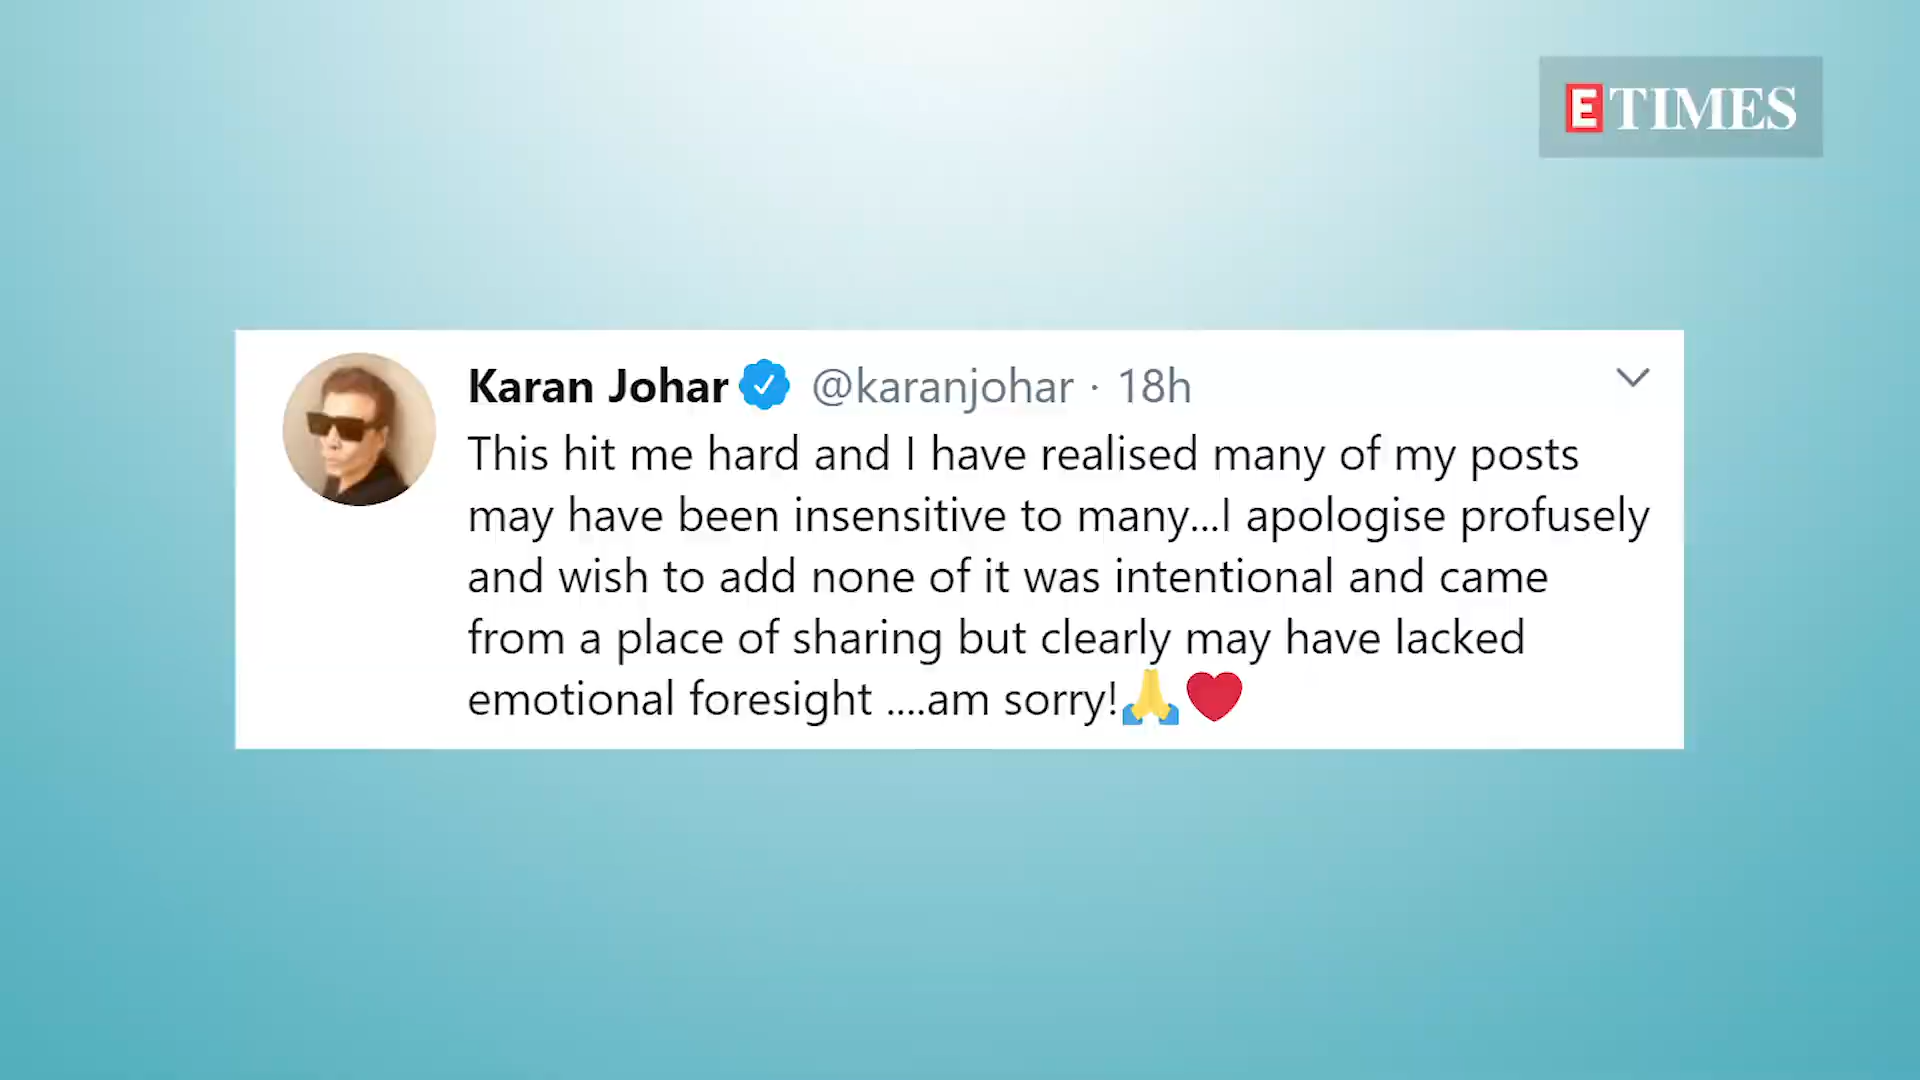 E TIMES
Karan Johar @karanjohar · 18h
This hit me hard and I have realised many of my posts
may have been insensitive to many...I apologise profusely
and wish to add none of it was intentional and came
from a place of sharing but clearly may have lacked
emotional foresight ....am sorry!🙏❤️